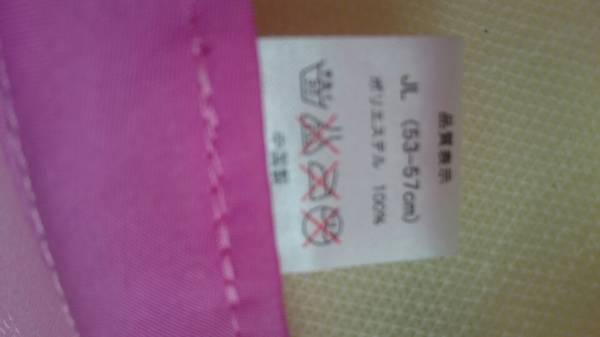 品質表示
JL (53-57cm)
ポリエステル 100%
中国製